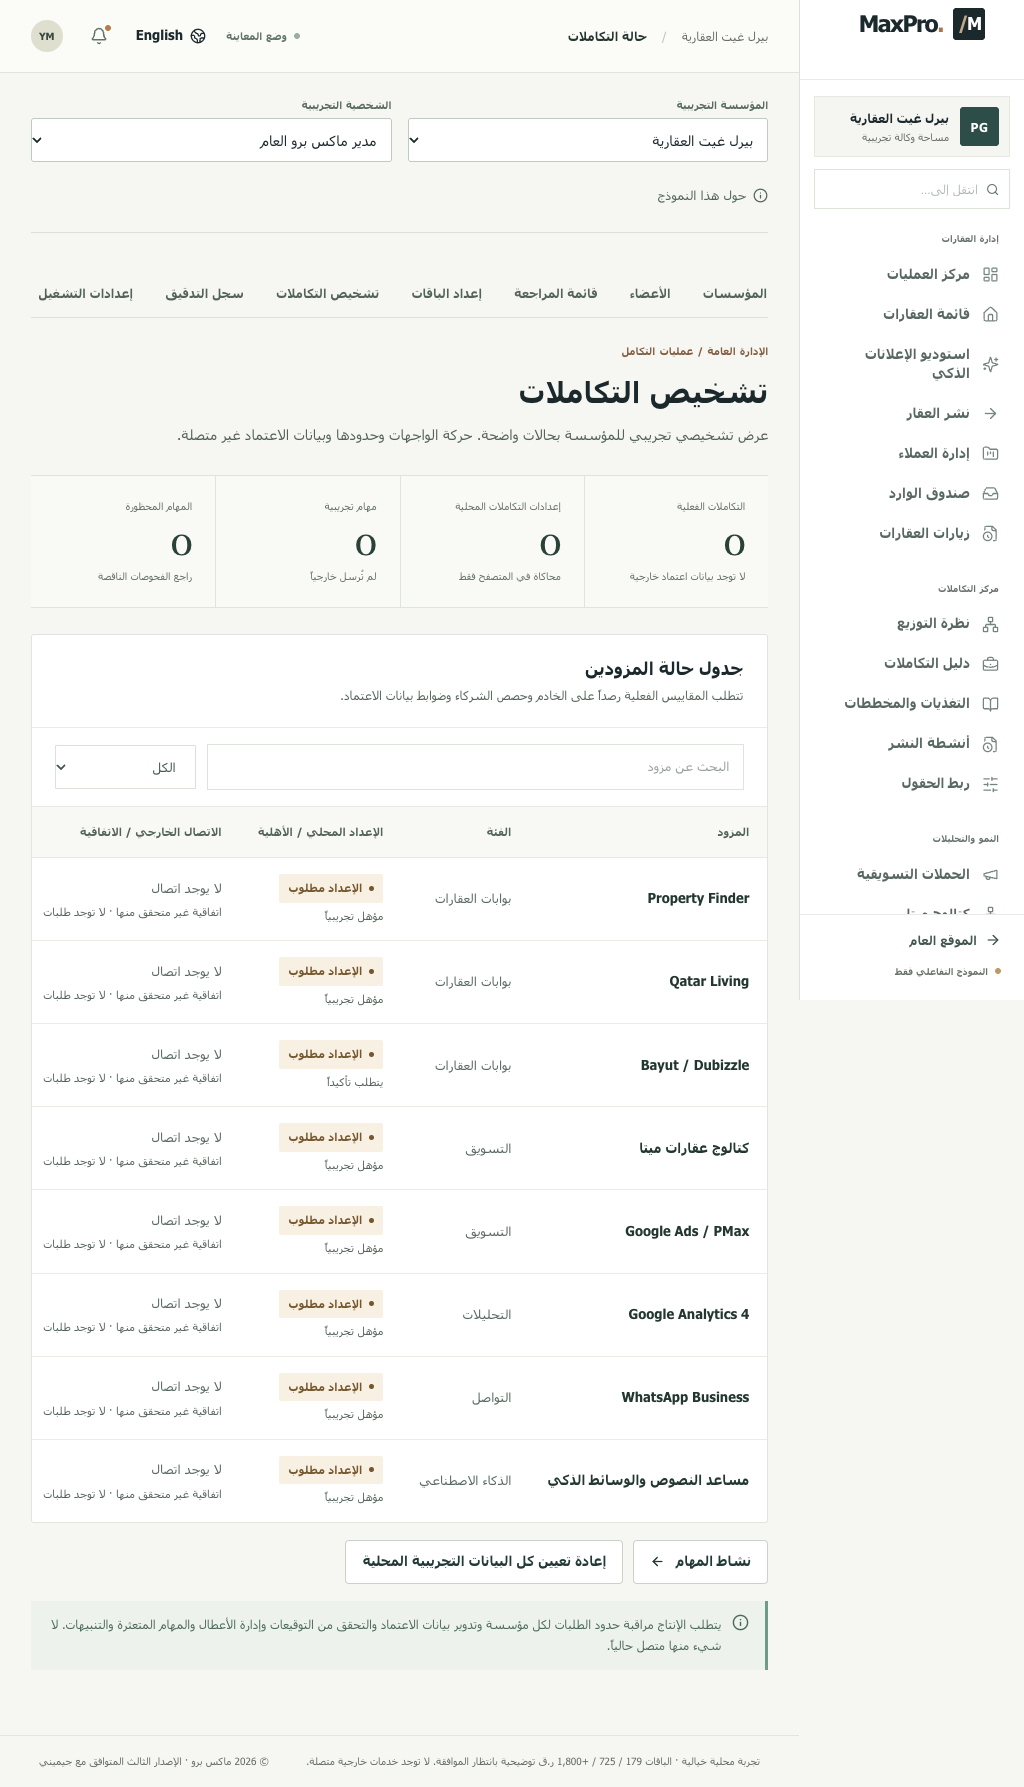 MaxPro.
/M
PG
بيرل غيت العقارية
مساحة وكالة تجريبية
انتقل إلى...
إدارة العقارات
مركز العمليات
قائمة العقارات
استوديو الإعلانات
الذكي
نشر العقار
إدارة العملاء
صندوق الوارد
زيارات العقارات
مركز التكاملات
نظرة التوزيع
دليل التكاملات
التغذيات والمخططات
أنشطة النشر
ربط الحقول
النمو والتحليلات
الحملات التسويقية
كتالوج ميتا
الموقع العام
النموذج التفاعلي فقط
بيرل غيت العقارية / حالة التكاملات
وضع المعاينة
English
YM
المؤسسة التجريبية
بيرل غيت العقارية
الشخصية التجريبية
مدير ماكس برو العام
حول هذا النموذج
المؤسسات الأعضاء قائمة المراجعة إعداد الباقات تشخيص التكاملات سجل التدقيق إعدادات التشغيل
الإدارة العامة / عمليات التكامل
تشخيص التكاملات
عرض تشخيصي تجريبي للمؤسسة بحالات واضحة. حركة الواجهات وحدودها وبيانات الاعتماد غير متصلة.
التكاملات الفعلية
0
لا توجد بيانات اعتماد خارجية
إعدادات التكاملات المحلية
0
محاكاة في المتصفح فقط
مهام تجريبية
0
لم تُرسل خارجياً
المهام المحظورة
0
راجع الفحوصات الناقصة
جدول حالة المزودين
تتطلب المقاييس الفعلية رصداً على الخادم وحصص الشركاء وضوابط بيانات الاعتماد.
البحث عن مزود
الكل
المزود الفئة الإعداد المحلي / الأهلية الاتصال الخارجي / الاتفاقية
Property Finder بوابات العقارات الإعداد مطلوب لا يوجد اتصال
مؤهل تجريبياً اتفاقية غير متحقق منها · لا توجد طلبات
Qatar Living بوابات العقارات الإعداد مطلوب لا يوجد اتصال
مؤهل تجريبياً اتفاقية غير متحقق منها · لا توجد طلبات
Bayut / Dubizzle بوابات العقارات الإعداد مطلوب لا يوجد اتصال
يتطلب تأكيداً اتفاقية غير متحقق منها · لا توجد طلبات
كتالوج عقارات ميتا التسويق الإعداد مطلوب لا يوجد اتصال
مؤهل تجريبياً اتفاقية غير متحقق منها · لا توجد طلبات
Google Ads / PMax التسويق الإعداد مطلوب لا يوجد اتصال
مؤهل تجريبياً اتفاقية غير متحقق منها · لا توجد طلبات
Google Analytics 4 التحليلات الإعداد مطلوب لا يوجد اتصال
مؤهل تجريبياً اتفاقية غير متحقق منها · لا توجد طلبات
WhatsApp Business التواصل الإعداد مطلوب لا يوجد اتصال
مؤهل تجريبياً اتفاقية غير متحقق منها · لا توجد طلبات
مساعد النصوص والوسائط الذكي الذكاء الاصطناعي الإعداد مطلوب لا يوجد اتصال
مؤهل تجريبياً اتفاقية غير متحقق منها · لا توجد طلبات
نشاط المهام
إعادة تعيين كل البيانات التجريبية المحلية
يتطلب الإنتاج مراقبة حدود الطلبات لكل مؤسسة وتدوير بيانات الاعتماد والتحقق من التوقيعات وإدارة الأعطال والمهام المتعثرة والتنبيهات. لا
شيء منها متصل حالياً.
تجربة محلية خيالية · الباقات 179 / 725 / +1,800 ر.ق توضيحية بانتظار الموافقة. لا توجد خدمات خارجية متصلة.
© 2026 ماكس برو · الإصدار الثالث المتوافق مع جيميني